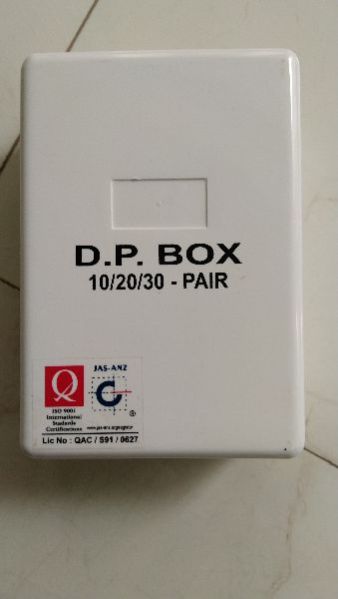 D.P. BOX
10/20/30 - PAIR
JAS-ANZ
Q
C
ISO 9001
International
Standards
Certifications
®
Lic No : QAC / S91 / 0627